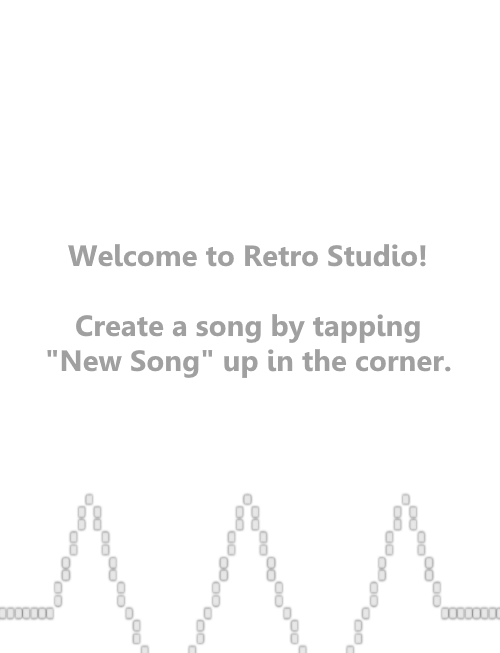 Welcome to Retro Studio!
Create a song by tapping
"New Song" up in the corner.